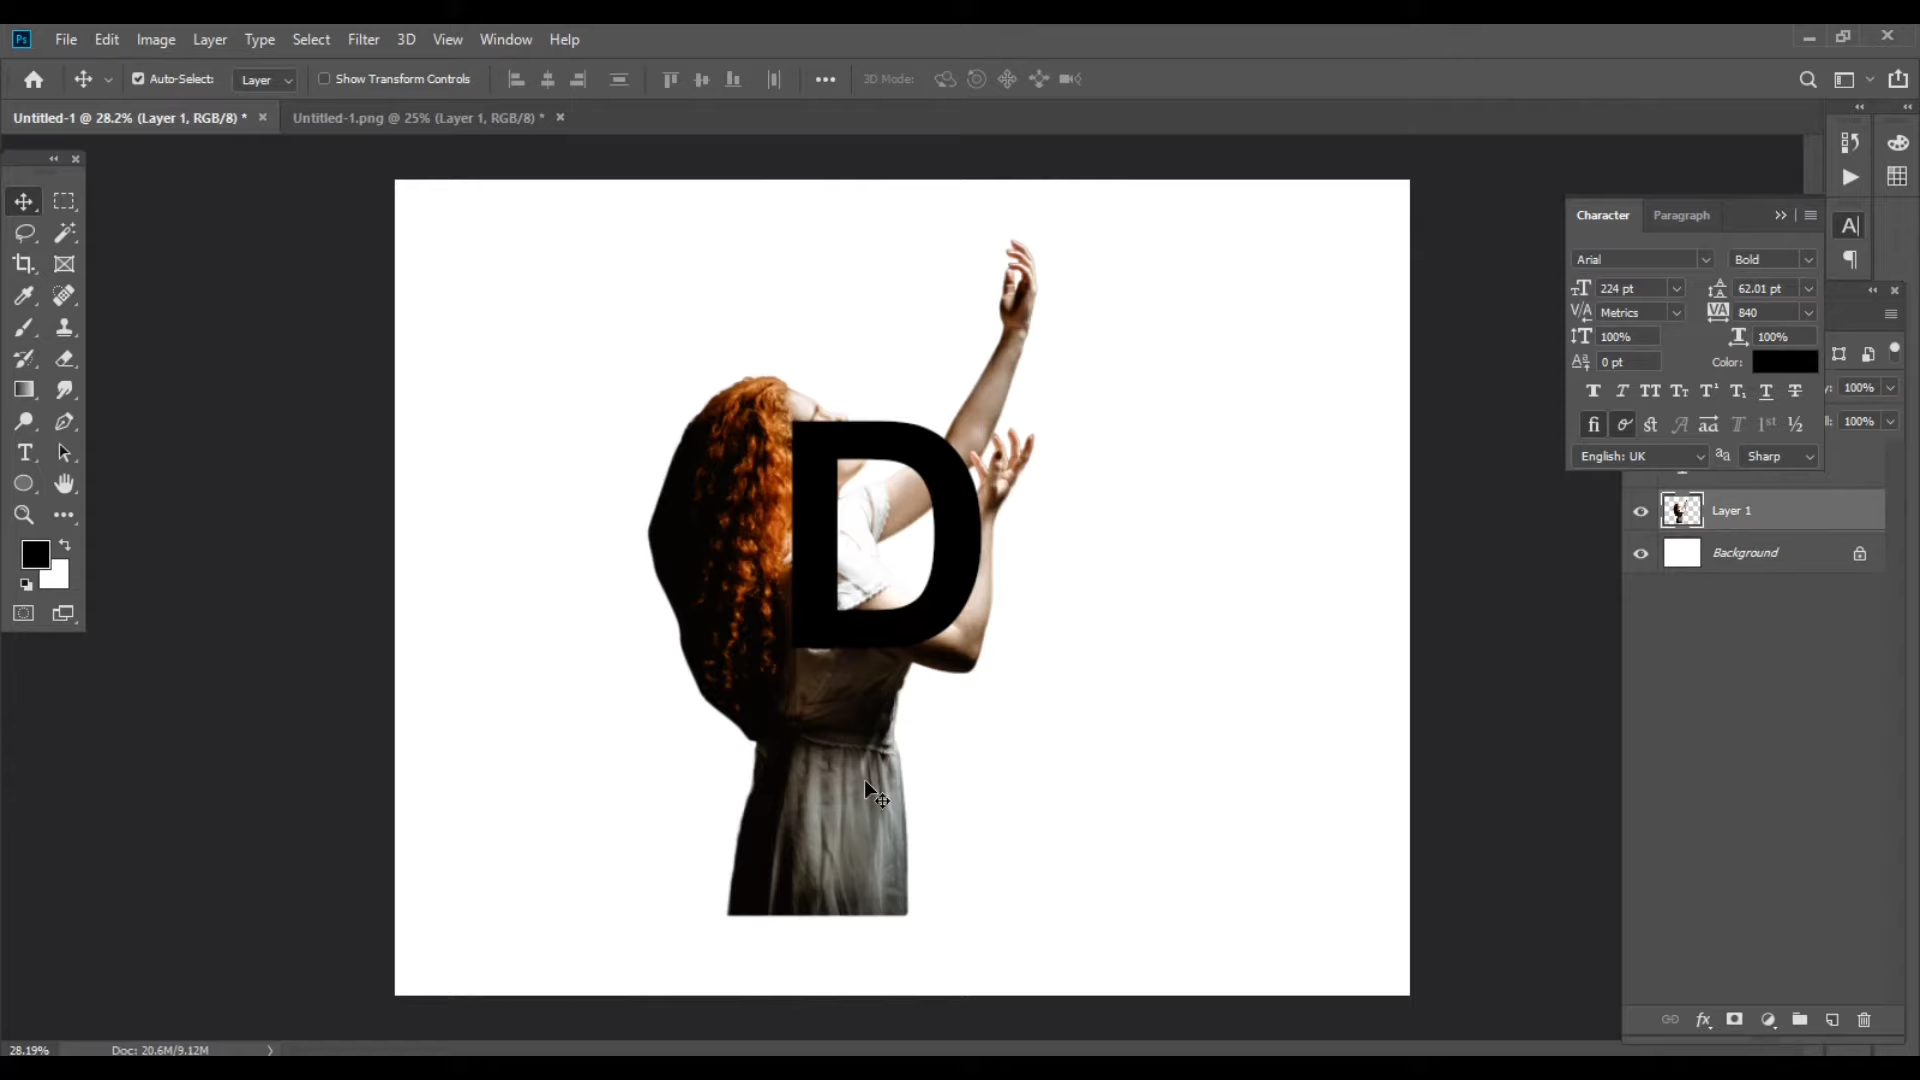 Ps File Edit Image Layer Type Select Filter 3D View Window Help
Auto-Select: Layer Show Transform Controls 3D Mode:
Untitled-1 @ 28.2% (Layer 1, RGB/8) * Untitled-1.png @ 25% (Layer 1, RGB/8) *
Character Paragraph
Arial Bold
224 pt 62.01 pt
Metrics 840
100% 100%
0 pt Color:
100%
100%
English: UK Sharp
D
Layer 1
Background
28.19% Doc: 20.6M/9.12M